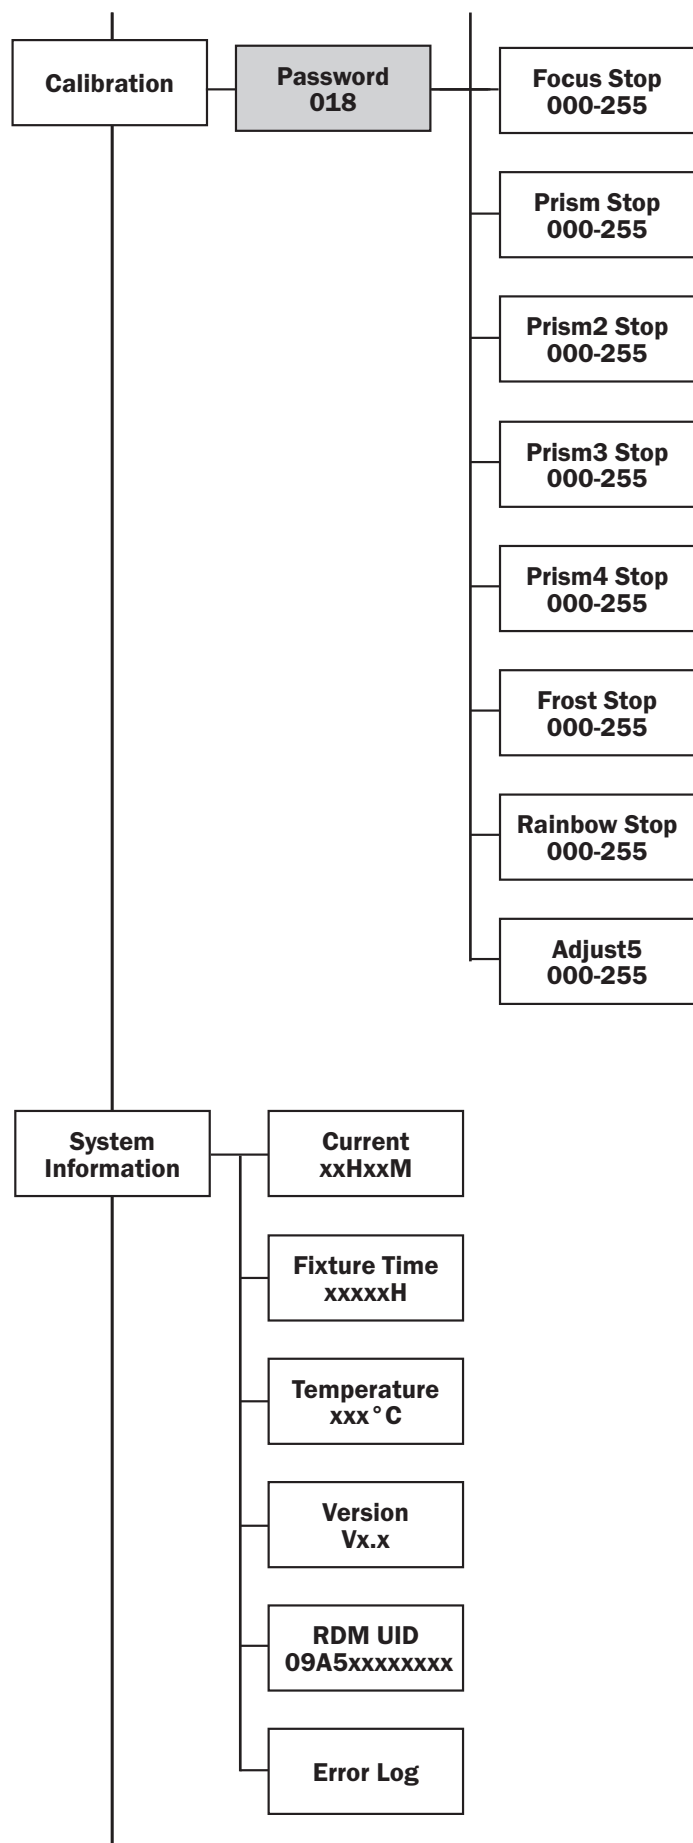 Calibration
Password
018
Focus Stop
000-255
Prism Stop
000-255
Prism2 Stop
000-255
Prism3 Stop
000-255
Prism4 Stop
000-255
Frost Stop
000-255
Rainbow Stop
000-255
Adjust5
000-255
System
Information
Current
xxHxxM
Fixture Time
xxxxxH
Temperature
xxx°C
Version
Vx.x
RDM UID
09A5xxxxxxxx
Error Log